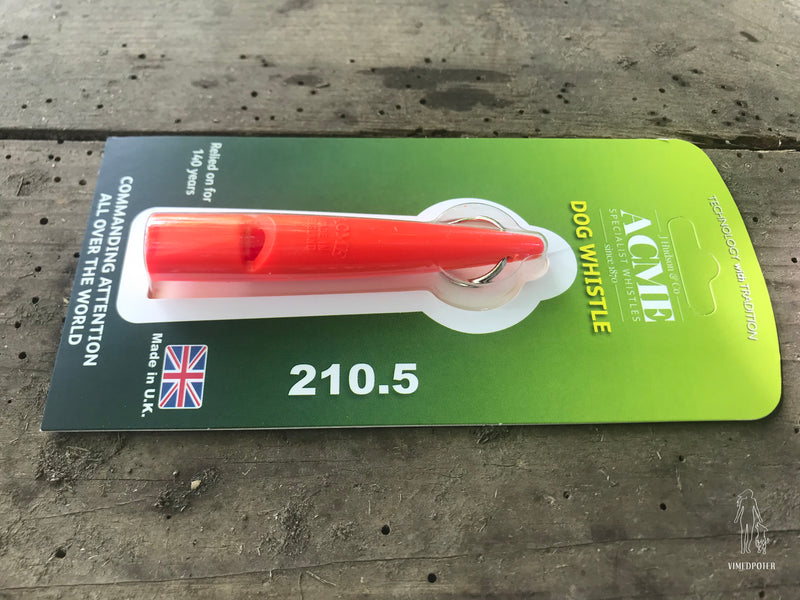 TECHNOLOGY with TRADITION
J Hudson & Co
ACME
SPECIALIST WHISTLES
since 1870
DOG WHISTLE
210.5
Relied on for
140 years
COMMANDING ATTENTION
ALL OVER THE WORLD
Made in U.K.
VIMEDPOIER